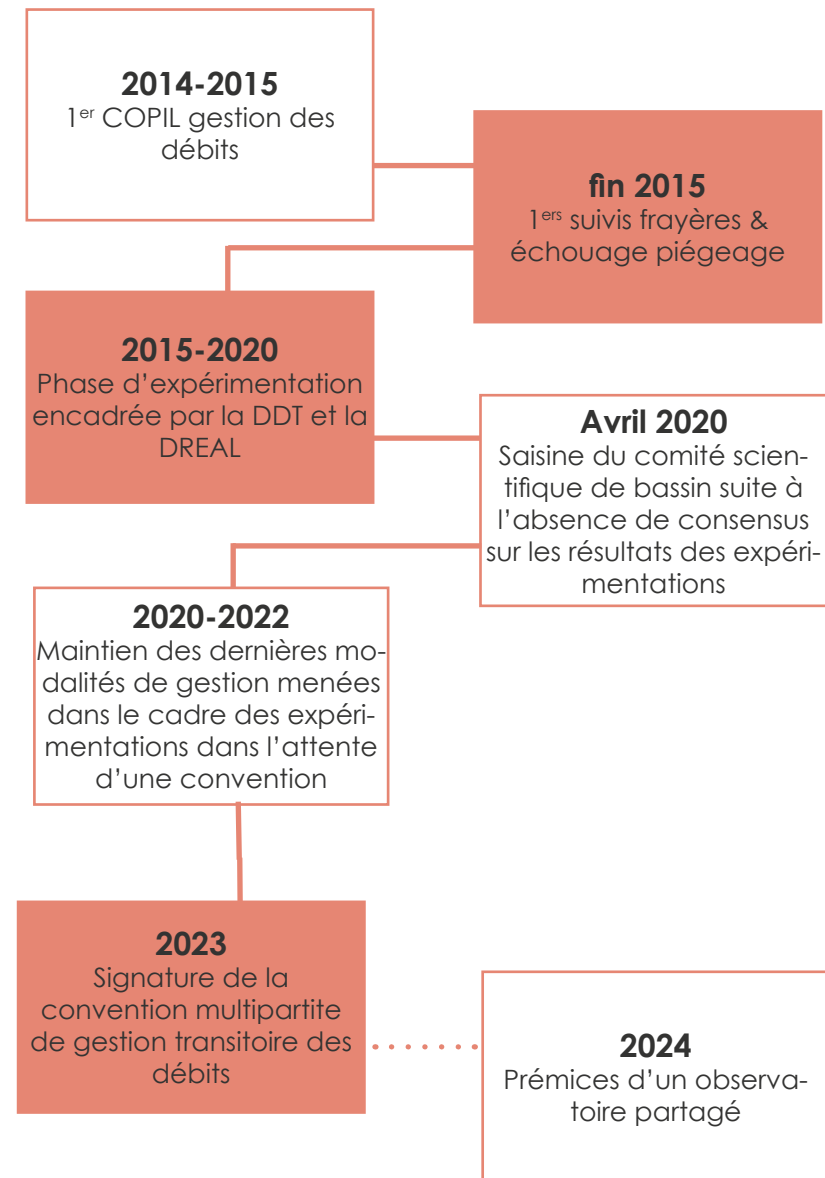 2014-2015
1er COPIL gestion des
débits
fin 2015
1ers suivis frayères &
échouage piégeage
2015-2020
Phase d’expérimentation
encadrée par la DDT et la
DREAL
Avril 2020
Saisine du comité scien-
tifique de bassin suite à
l’absence de consensus
sur les résultats des expéri-
mentations
2020-2022
Maintien des dernières mo-
dalités de gestion menées
dans le cadre des expéri-
mentations dans l’attente
d’une convention
2023
Signature de la
convention multipartite
de gestion transitoire des
débits
2024
Prémices d’un observa-
toire partagé